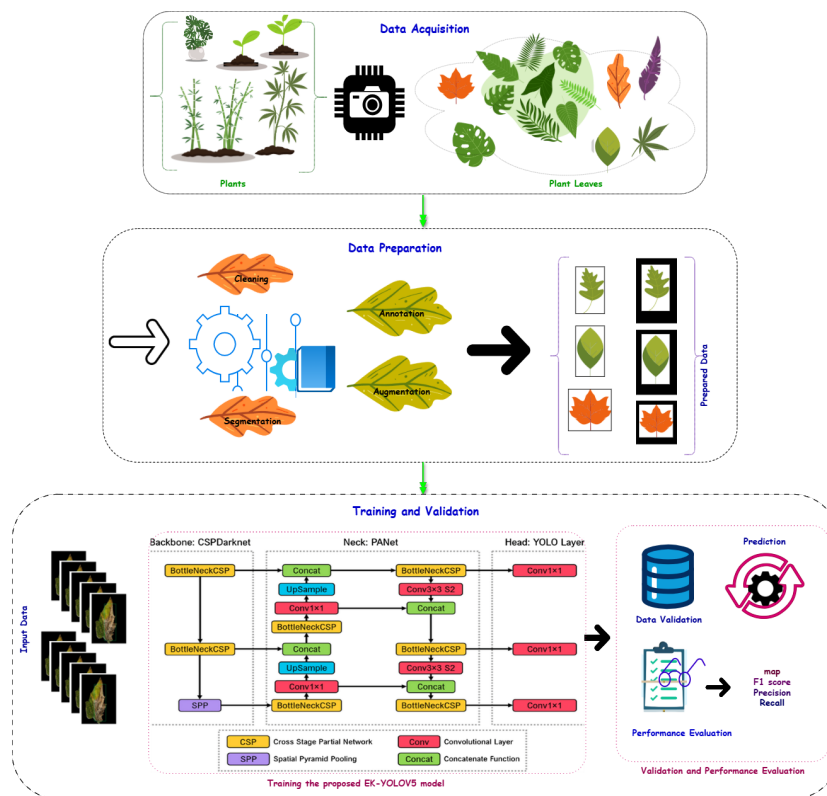 Data Acquisition
Plants
Plant Leaves
Data Preparation
Cleaning
Annotation
Augmentation
Segmentation
Prepared Data
Training and Validation
Input Data
Backbone: CSPDarknet
Neck: PANet
Head: YOLO Layer
BottleNeckCSP
Concat
BottleNeckCSP
Conv1×1
UpSample
Conv3×3 S2
Conv1×1
Concat
BottleNeckCSP
BottleNeckCSP
Concat
BottleNeckCSP
Conv1×1
UpSample
Conv3×3 S2
Conv1×1
Concat
SPP
BottleNeckCSP
BottleNeckCSP
Conv1×1
CSP
Cross Stage Partial Network
Conv
Convolutional Layer
SPP
Spatial Pyramid Pooling
Concat
Concatenate Function
Training the proposed EK-YOLOV5 model
Prediction
Data Validation
map
F1 score
Precision
Recall
Performance Evaluation
Validation and Performance Evaluation